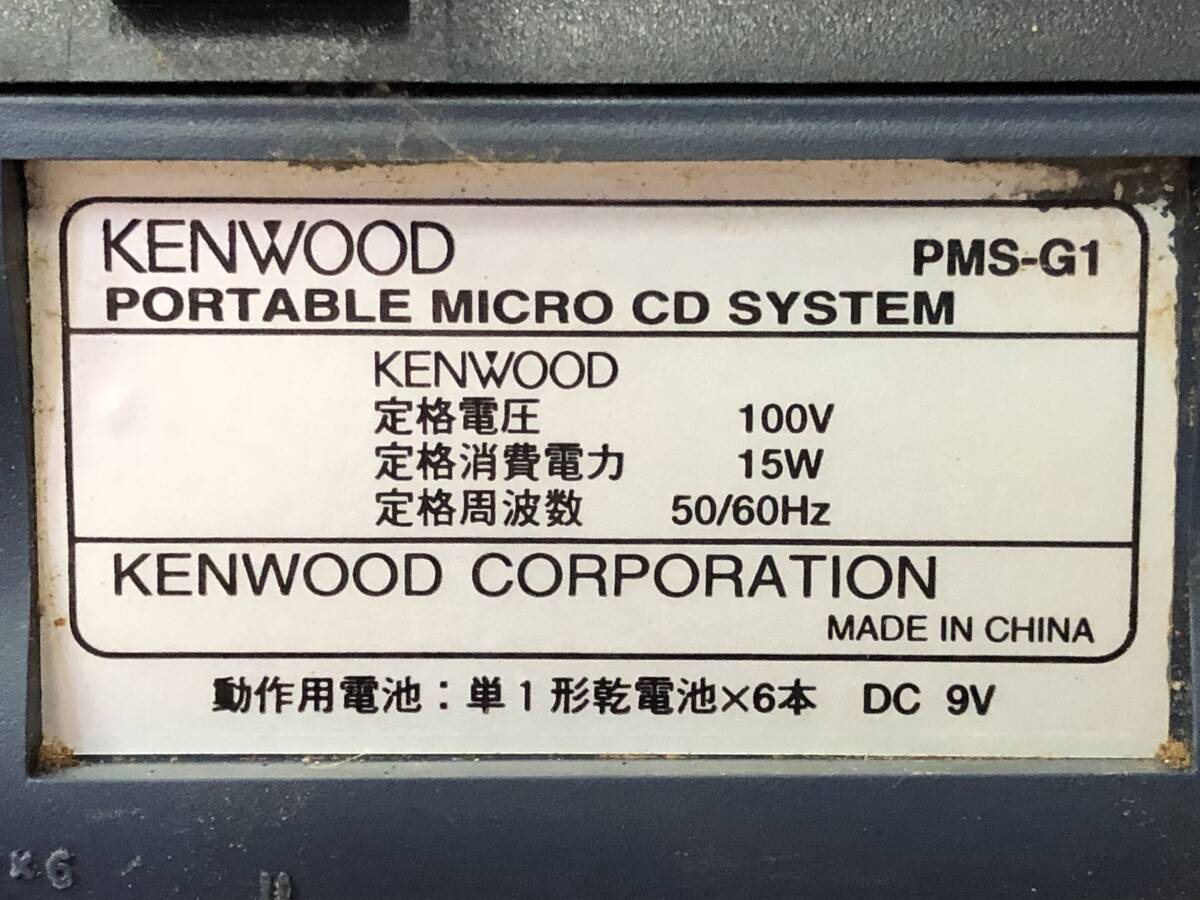 KENWOOD PMS-G1
PORTABLE MICRO CD SYSTEM
KENWOOD
定格電圧 100V
定格消費電力 15W
定格周波数 50/60Hz
KENWOOD CORPORATION
MADE IN CHINA
動作用電池：単1形乾電池×6本 DC 9V
×6